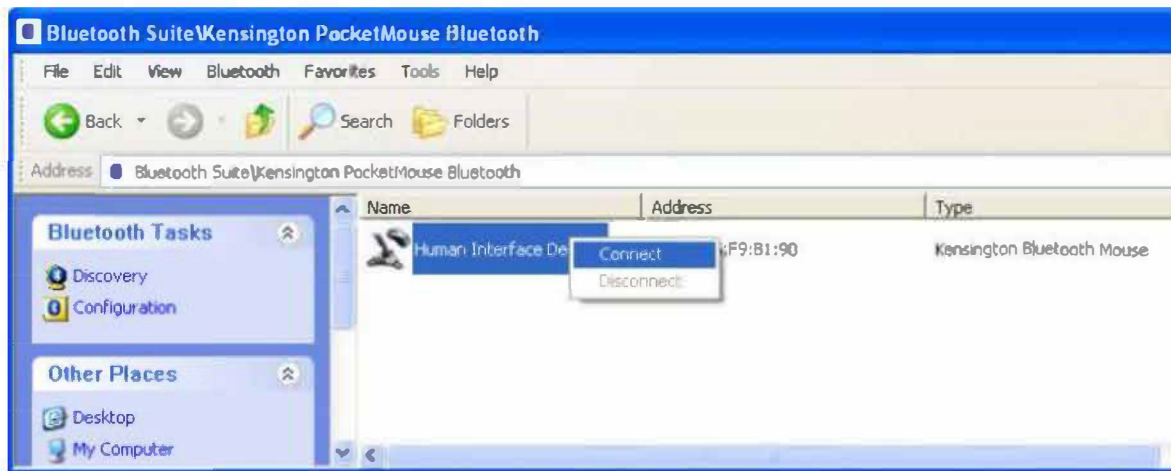 Bluetooth Suite\Kensington PocketMouse Bluetooth
File Edit View Bluetooth Favorites Tools Help
Back Search Folders
Address Bluetooth Suite\Kensington PocketMouse Bluetooth
Name Address Type
Bluetooth Tasks
Human Interface De :F9:B1:90 Kensington Bluetooth Mouse
Connect
Disconnect
Discovery
Configuration
Other Places
Desktop
My Computer